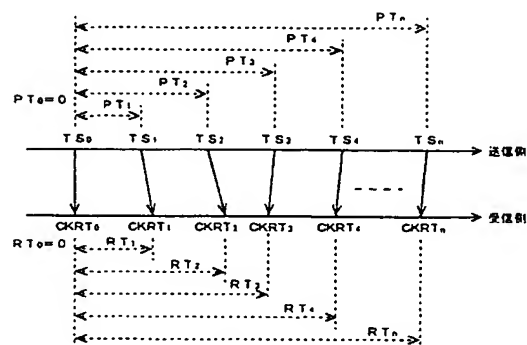 PTn
PT4
PT3
PT2
PT0=0
PT1
TS0 TS1 TS2 TS3 TS4 TSn
送信側
受信側
CKRT0 CKRT1 CKRT2 CKRT3 CKRT4 CKRTn
RT0=0
RT1
RT2
RT3
RT4
RTn